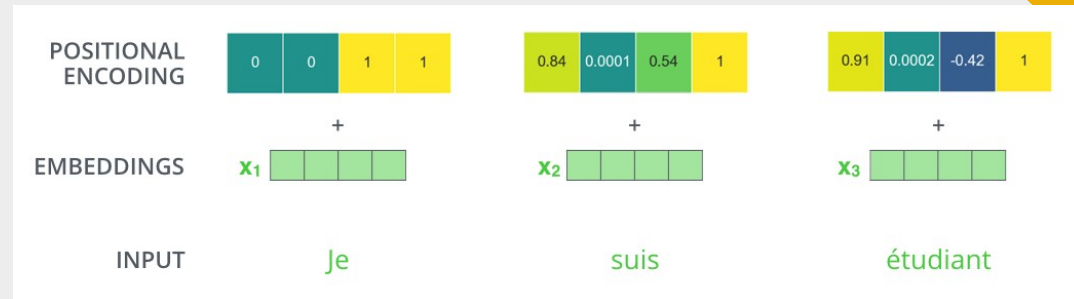 POSITIONAL
ENCODING
0 0 1 1 0.84 0.0001 0.54 1 0.91 0.0002 -0.42 1
+ + +
EMBEDDINGS x1 x2 x3
INPUT Je suis étudiant